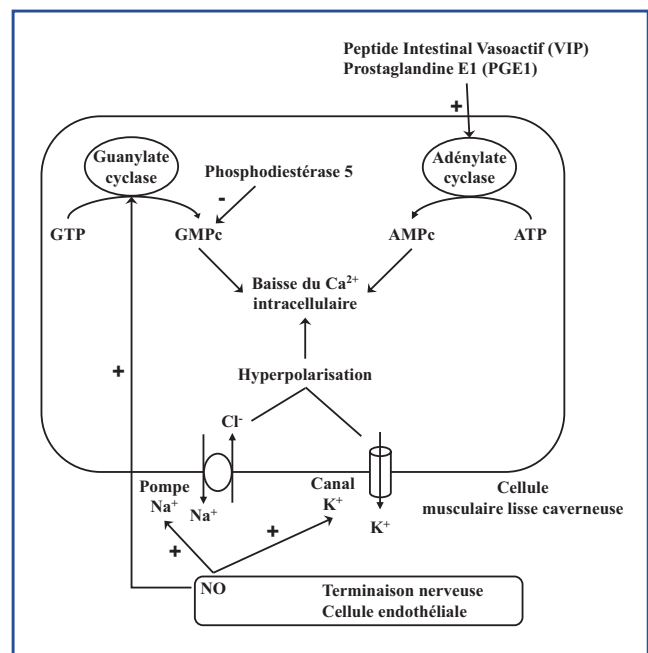 Peptide Intestinal Vasoactif (VIP)
Prostaglandine E1 (PGE1)
+
Guanylate
cyclase
Phosphodiestérase 5
-
Adénylate
cyclase
GTP
GMPc
AMPc
ATP
Baisse du Ca²⁺
intracellulaire
+
Hyperpolarisation
Cl⁻
Pompe
Na⁺
Na⁺
Canal
K⁺
K⁺
Cellule
musculaire lisse caverneuse
+
+
NO
Terminaison nerveuse
Cellule endothéliale